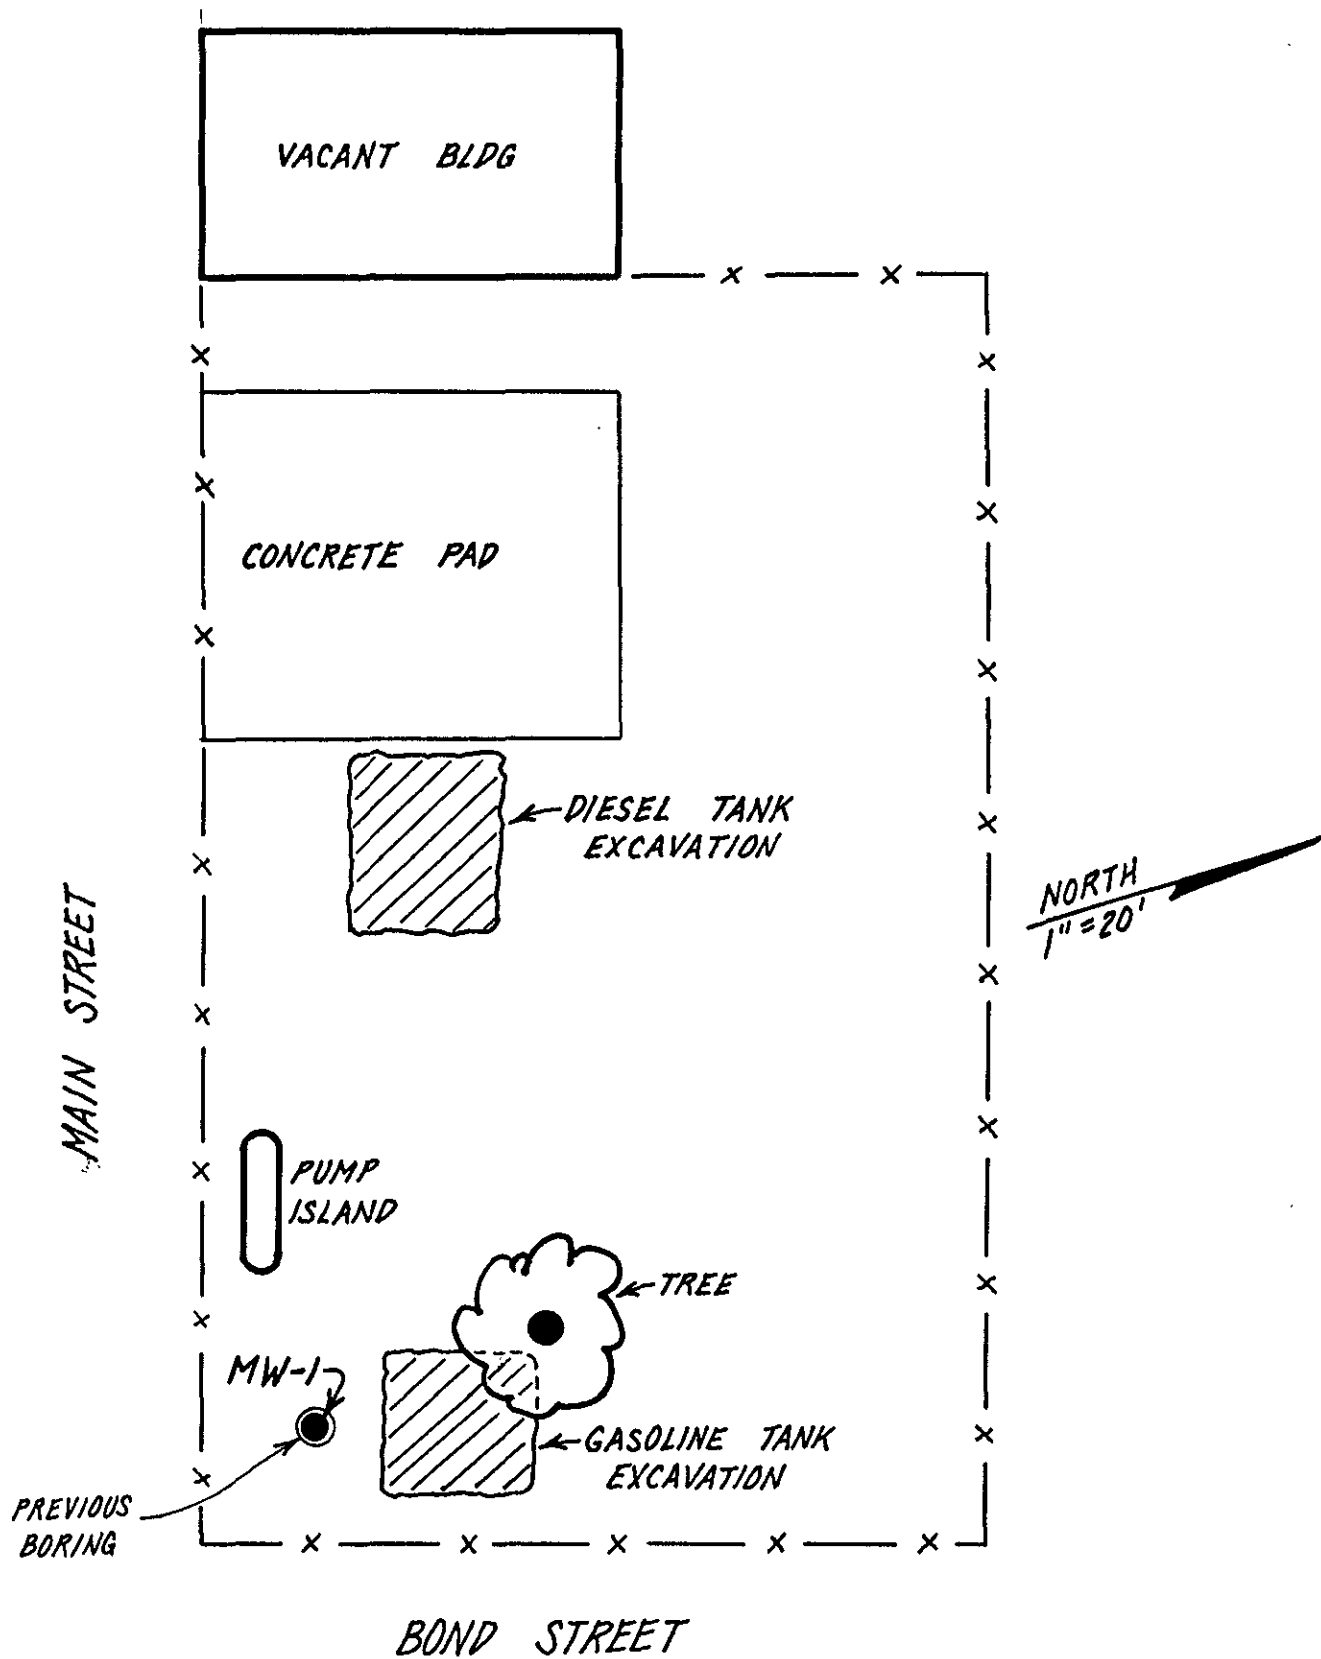 VACANT BLDG
CONCRETE PAD
DIESEL TANK
EXCAVATION
NORTH
1" = 20'
MAIN STREET
PUMP
ISLAND
TREE
MW-1
GASOLINE TANK
EXCAVATION
PREVIOUS
BORING
BOND STREET